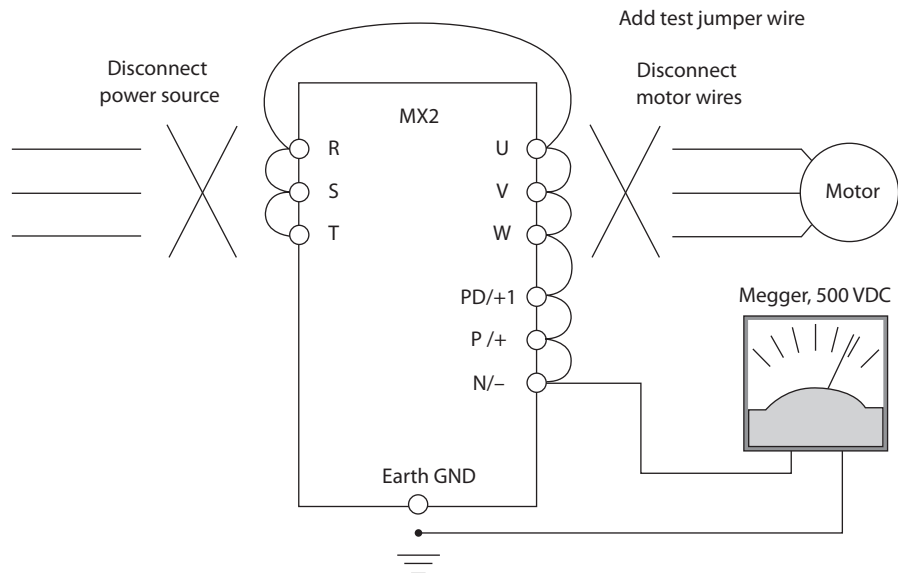 Add test jumper wire
Disconnect
power source
Disconnect
motor wires
MX2
R
U
S
V
Motor
T
W
PD/+1
Megger, 500 VDC
P /+
N/–
Earth GND